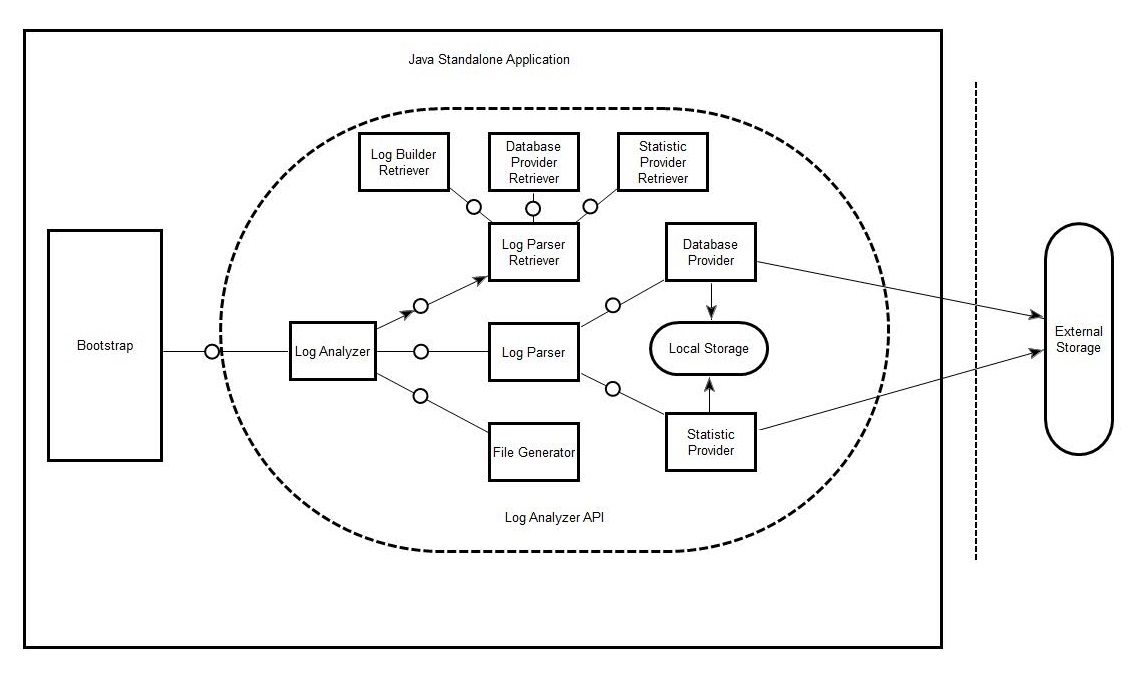 Java Standalone Application
Log Builder
Retriever
Database
Provider
Retriever
Statistic
Provider
Retriever
Log Parser
Retriever
Database
Provider
Bootstrap
Log Analyzer
Log Parser
Local Storage
External
Storage
File Generator
Statistic
Provider
Log Analyzer API